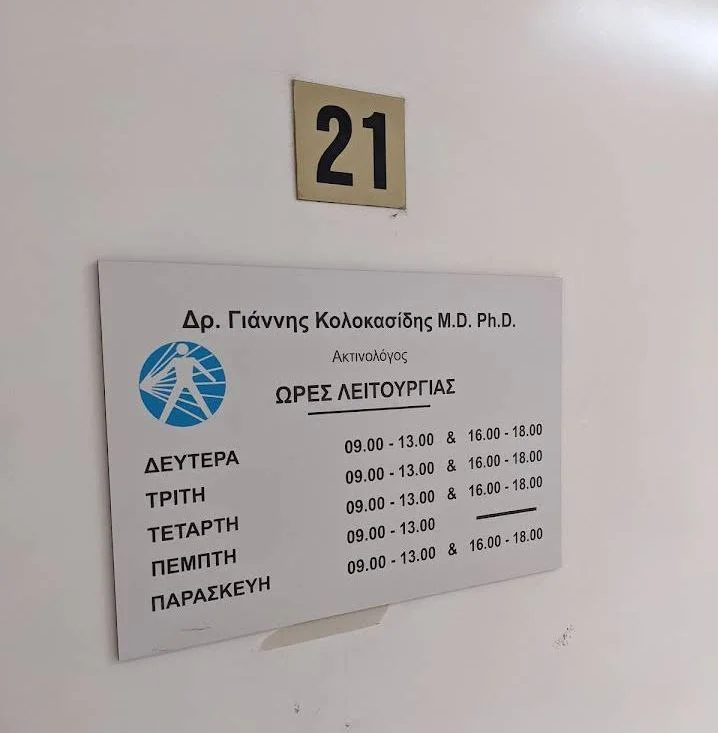 21
Δρ. Γιάννης Κολοκασίδης M.D. Ph.D.
Ακτινολόγος
ΩΡΕΣ ΛΕΙΤΟΥΡΓΙΑΣ
ΔΕΥΤΕΡΑ 09.00 - 13.00 & 16.00 - 18.00
ΤΡΙΤΗ 09.00 - 13.00 & 16.00 - 18.00
ΤΕΤΑΡΤΗ 09.00 - 13.00 & 16.00 - 18.00
ΠΕΜΠΤΗ 09.00 - 13.00
ΠΑΡΑΣΚΕΥΗ 09.00 - 13.00 & 16.00 - 18.00